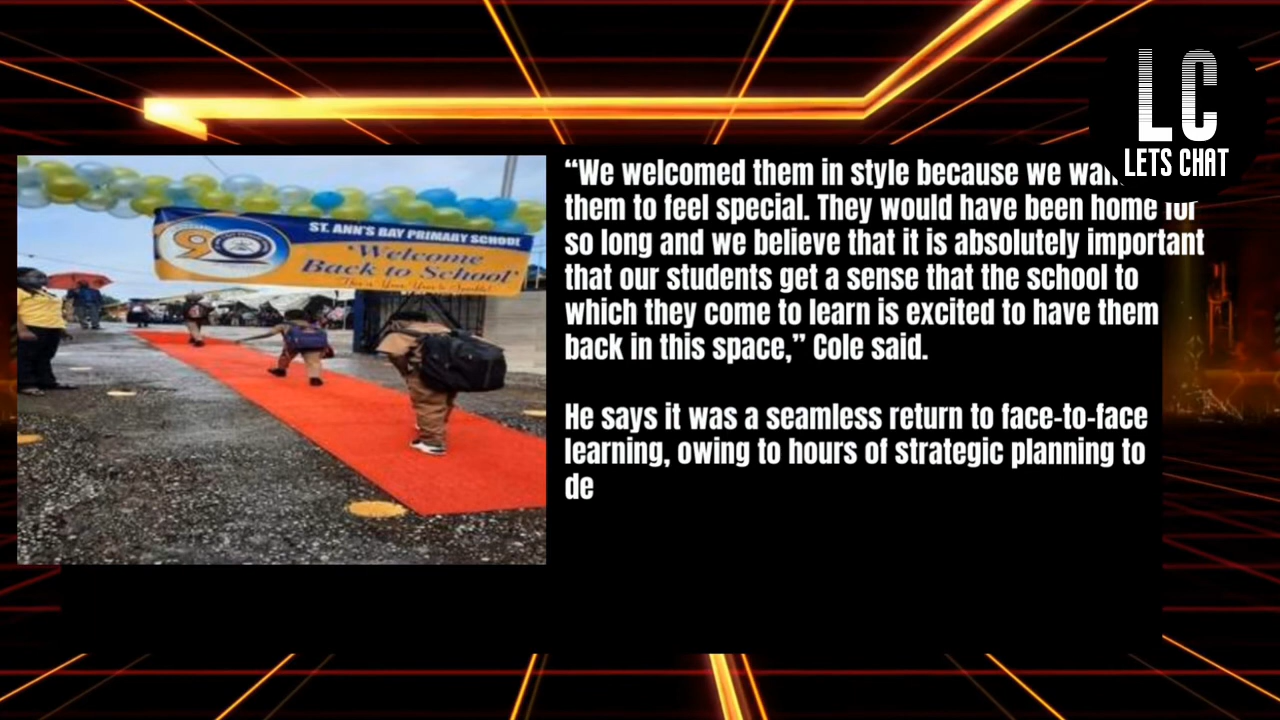 LC
LETS CHAT
“We welcomed them in style because we
them to feel special. They would have been home for
so long and we believe that it is absolutely important
that our students get a sense that the school to
which they come to learn is excited to have them
back in this space,” Cole said.
He says it was a seamless return to face-to-face
learning, owing to hours of strategic planning to
de
90
ST. ANN'S BAY PRIMARY SCHOOL
'Welcome
Back to School'